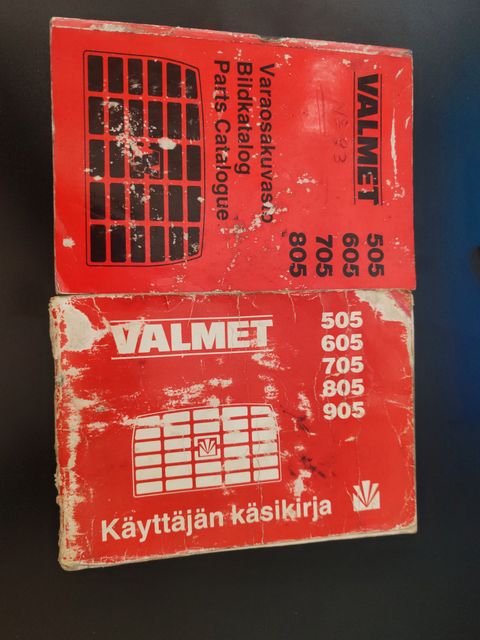 VALMET
505
605
705
805
Varaosakuvasto
Bildkatalog
Parts Catalogue
VALMET
505
605
705
805
905
Käyttäjän käsikirja